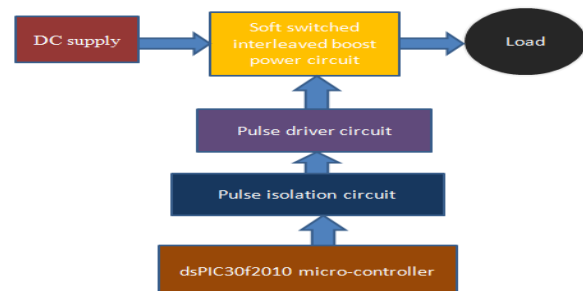 DC supply
Soft switched
interleaved boost
power circuit
Load
Pulse driver circuit
Pulse isolation circuit
dsPIC30f2010 micro-controller